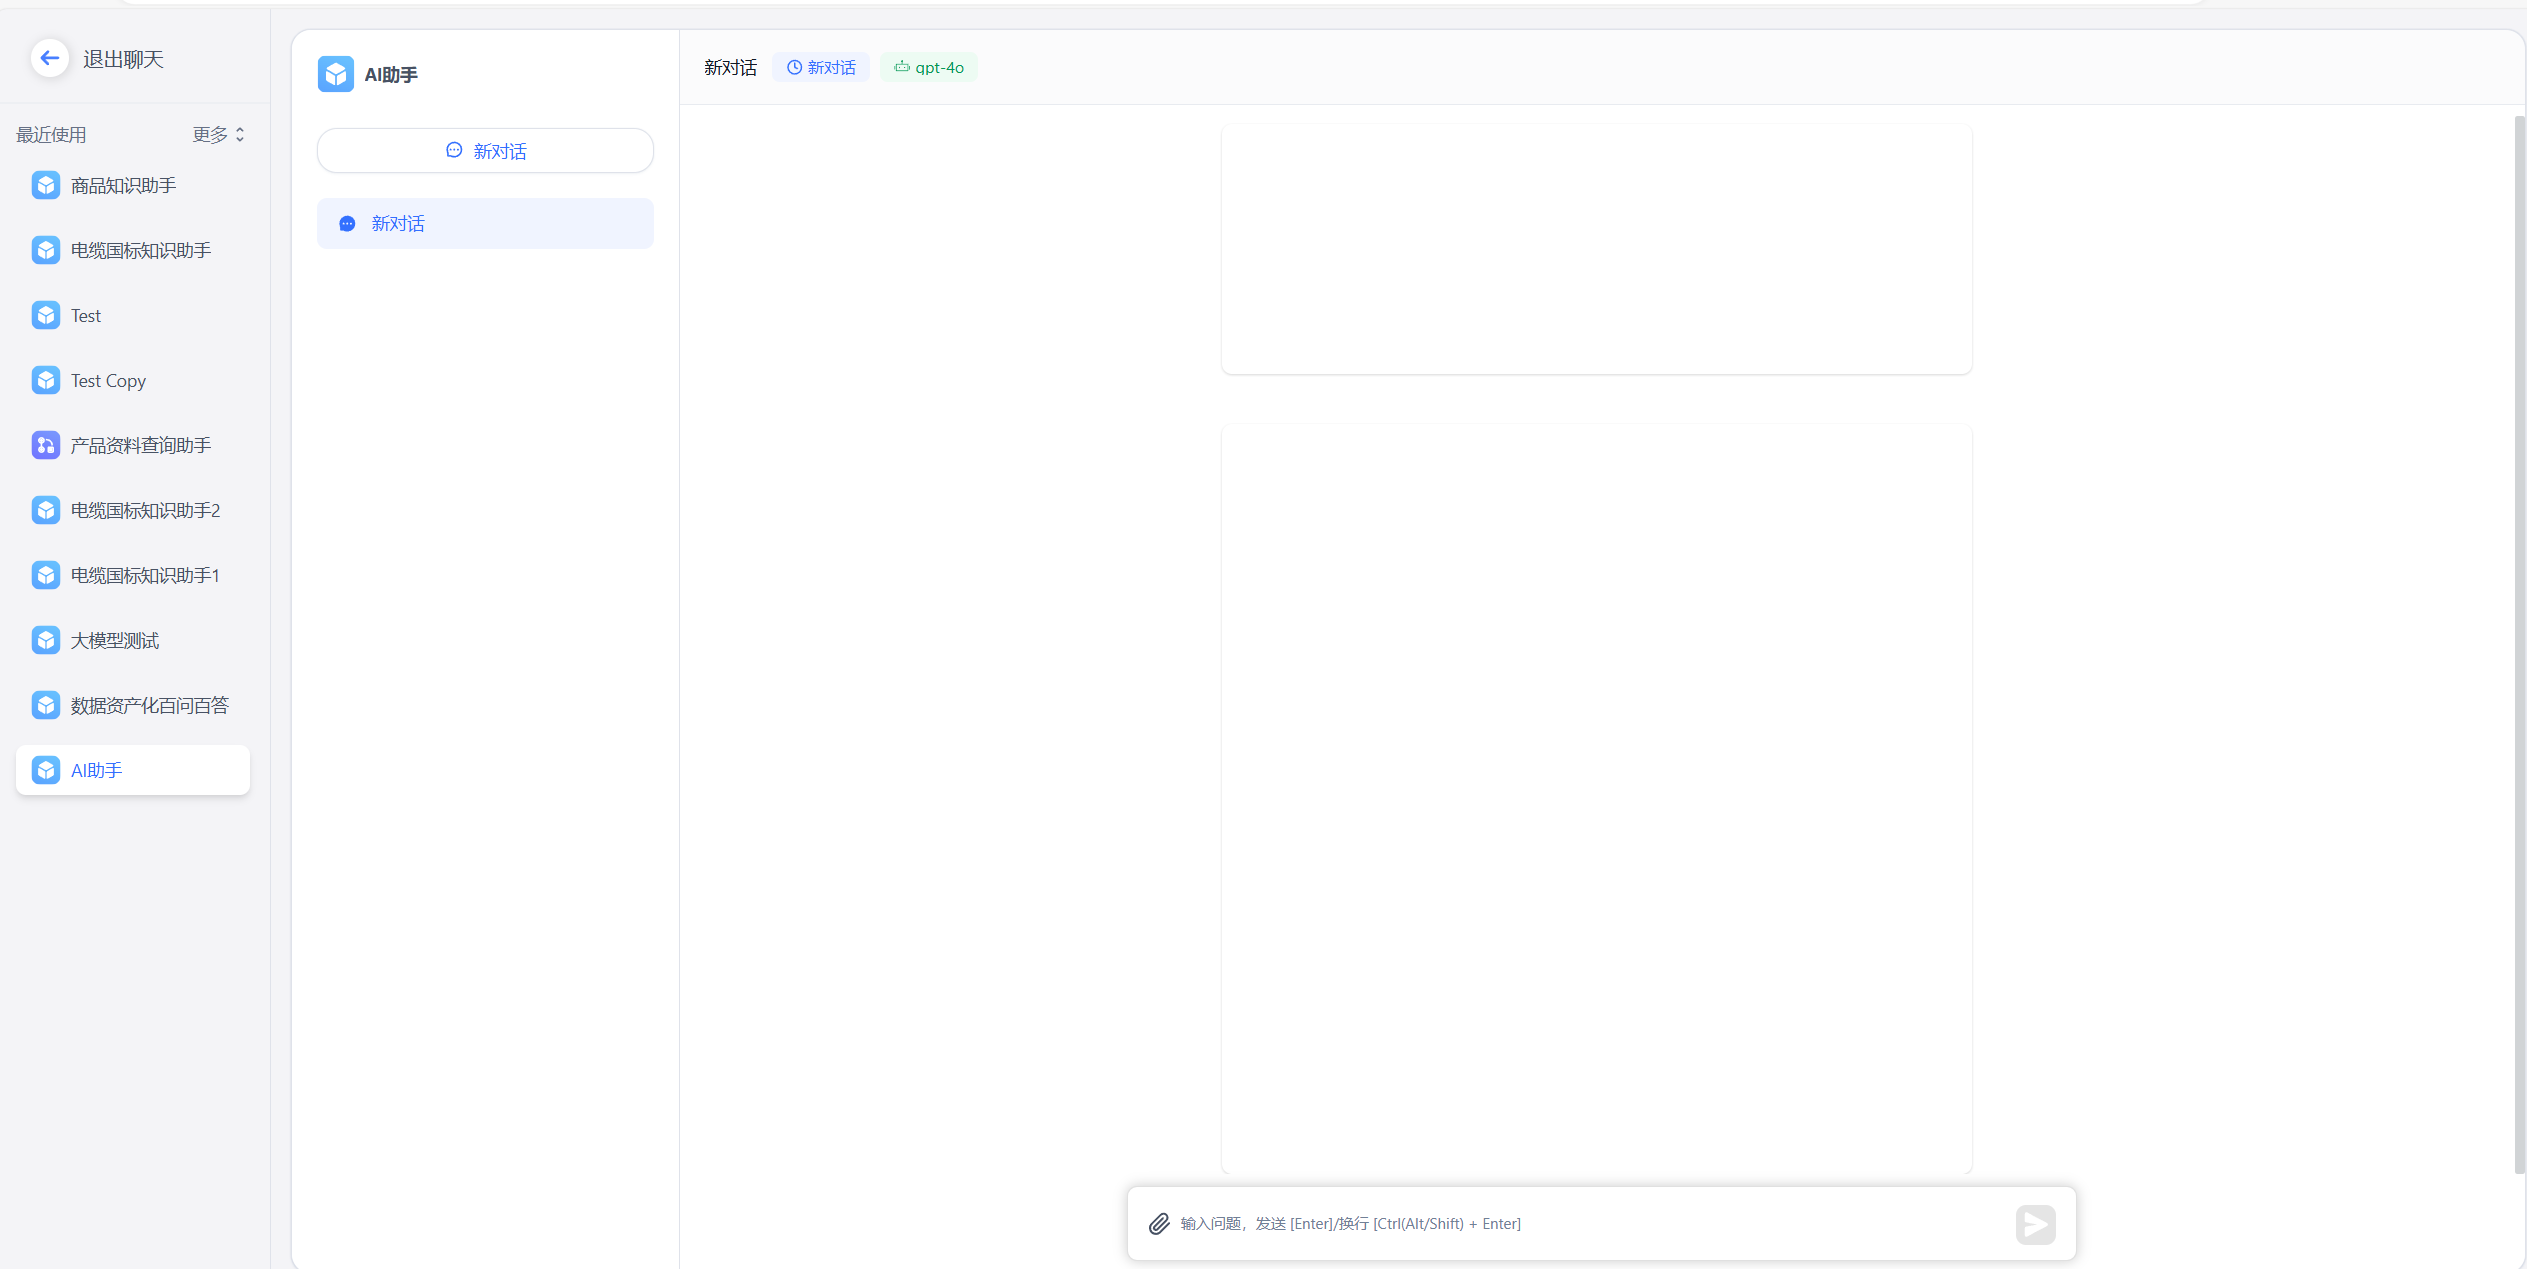 退出聊天
最近使用 更多
商品知识助手
电缆国标知识助手
Test
Test Copy
产品资料查询助手
电缆国标知识助手2
电缆国标知识助手1
大模型测试
数据资产化百问百答
AI助手
AI助手
新对话
新对话
新对话 新对话 gpt-4o
输入问题，发送 [Enter]/换行 [Ctrl(Alt/Shift) + Enter]